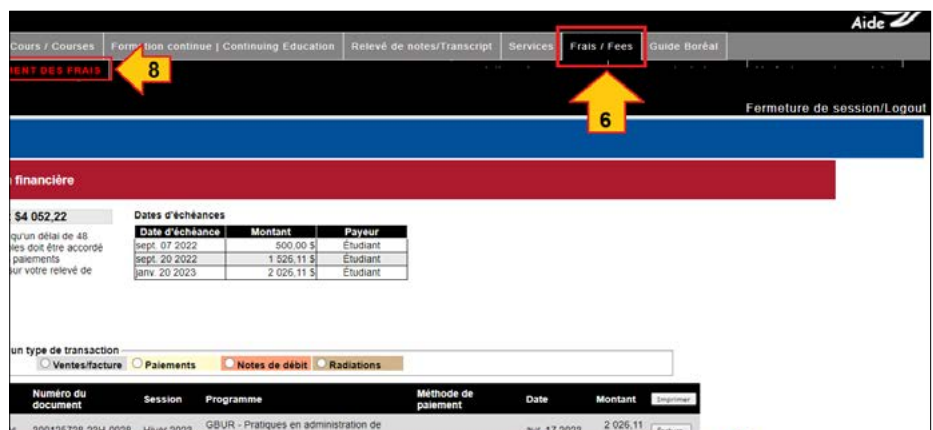 Aide
Cours / Courses Formation continue | Continuing Education Relevé de notes/Transcript Services Frais / Fees Guide Boréal
MENT DES FRAIS 8
6
Fermeture de session/Logout
financière
$4 052,22 Dates d'échéances
qu'un délai de 48
les doit être accordé
paiements
sur votre relevé de
Date d'échéance Montant Payeur
sept. 07 2022 500,00 $ Étudiant
sept. 20 2022 1 526,11 $ Étudiant
janv. 20 2023 2 026,11 $ Étudiant
un type de transaction
Ventes/facture Paiements Notes de débit Radiations
Numéro du document Session Programme Méthode de paiement Date Montant Imprimer
GBUR - Pratiques en administration de
2 026,11